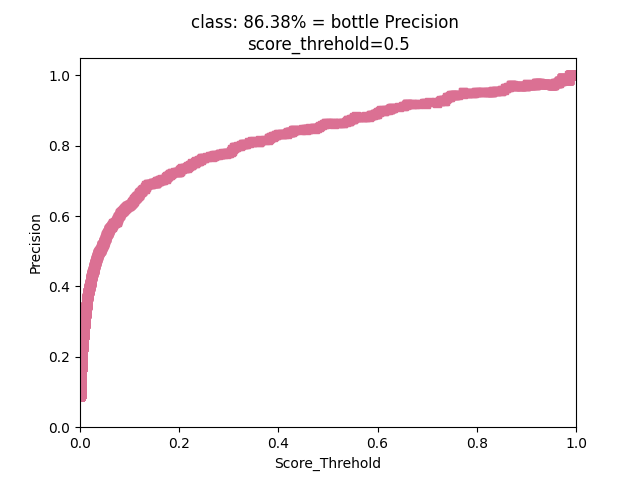 class: 86.38% = bottle Precision
score_threhold=0.5
1.0
0.8
0.6
0.4
0.2
0.0
Precision
0.0 0.2 0.4 0.6 0.8 1.0
Score_Threhold